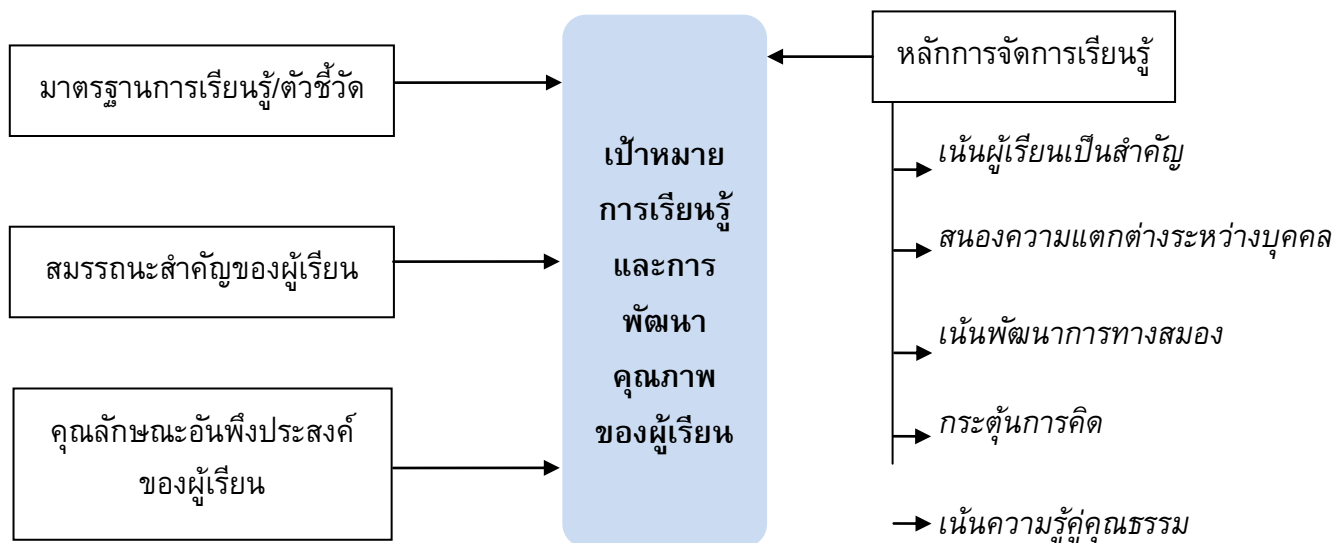 มาตรฐานการเรียนรู้/ตัวชี้วัด
สมรรถนะสำคัญของผู้เรียน
คุณลักษณะอันพึงประสงค์
ของผู้เรียน
เป้าหมาย
การเรียนรู้
และการ
พัฒนา
คุณภาพ
ของผู้เรียน
หลักการจัดการเรียนรู้
เน้นผู้เรียนเป็นสำคัญ
สนองความแตกต่างระหว่างบุคคล
เน้นพัฒนาการทางสมอง
กระตุ้นการคิด
เน้นความรู้คู่คุณธรรม